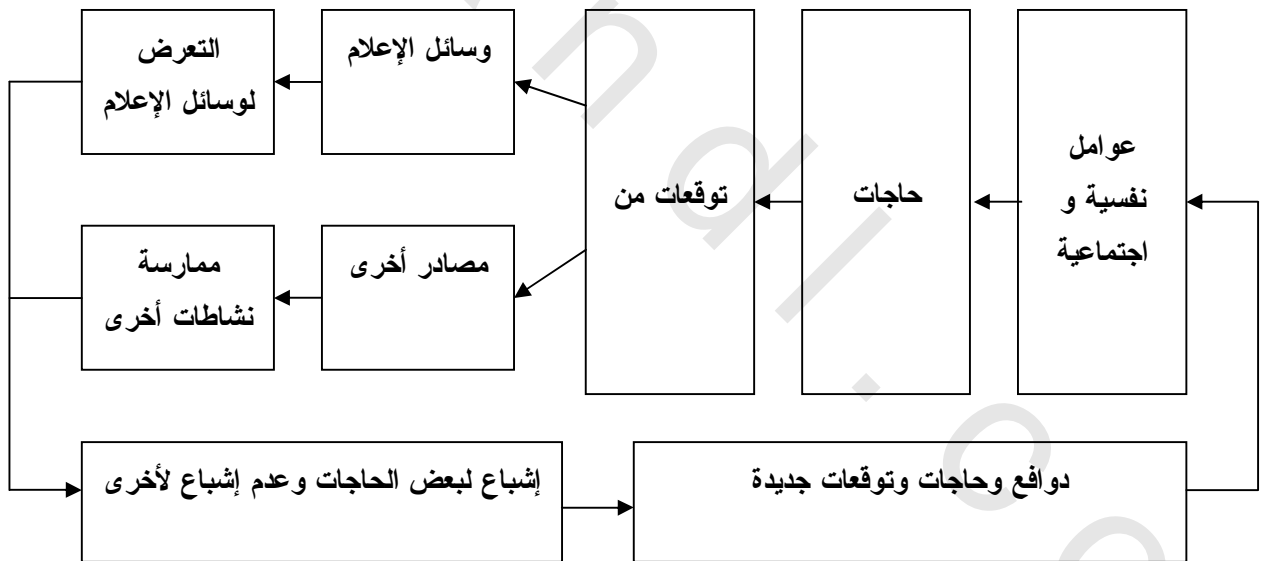 عوامل
نفسية و
اجتماعية
حاجات
توقعات من
وسائل الإعلام
التعرض
لوسائل الإعلام
مصادر أخرى
ممارسة
نشاطات أخرى
إشباع لبعض الحاجات وعدم إشباع لأخرى
دوافع وحاجات وتوقعات جديدة